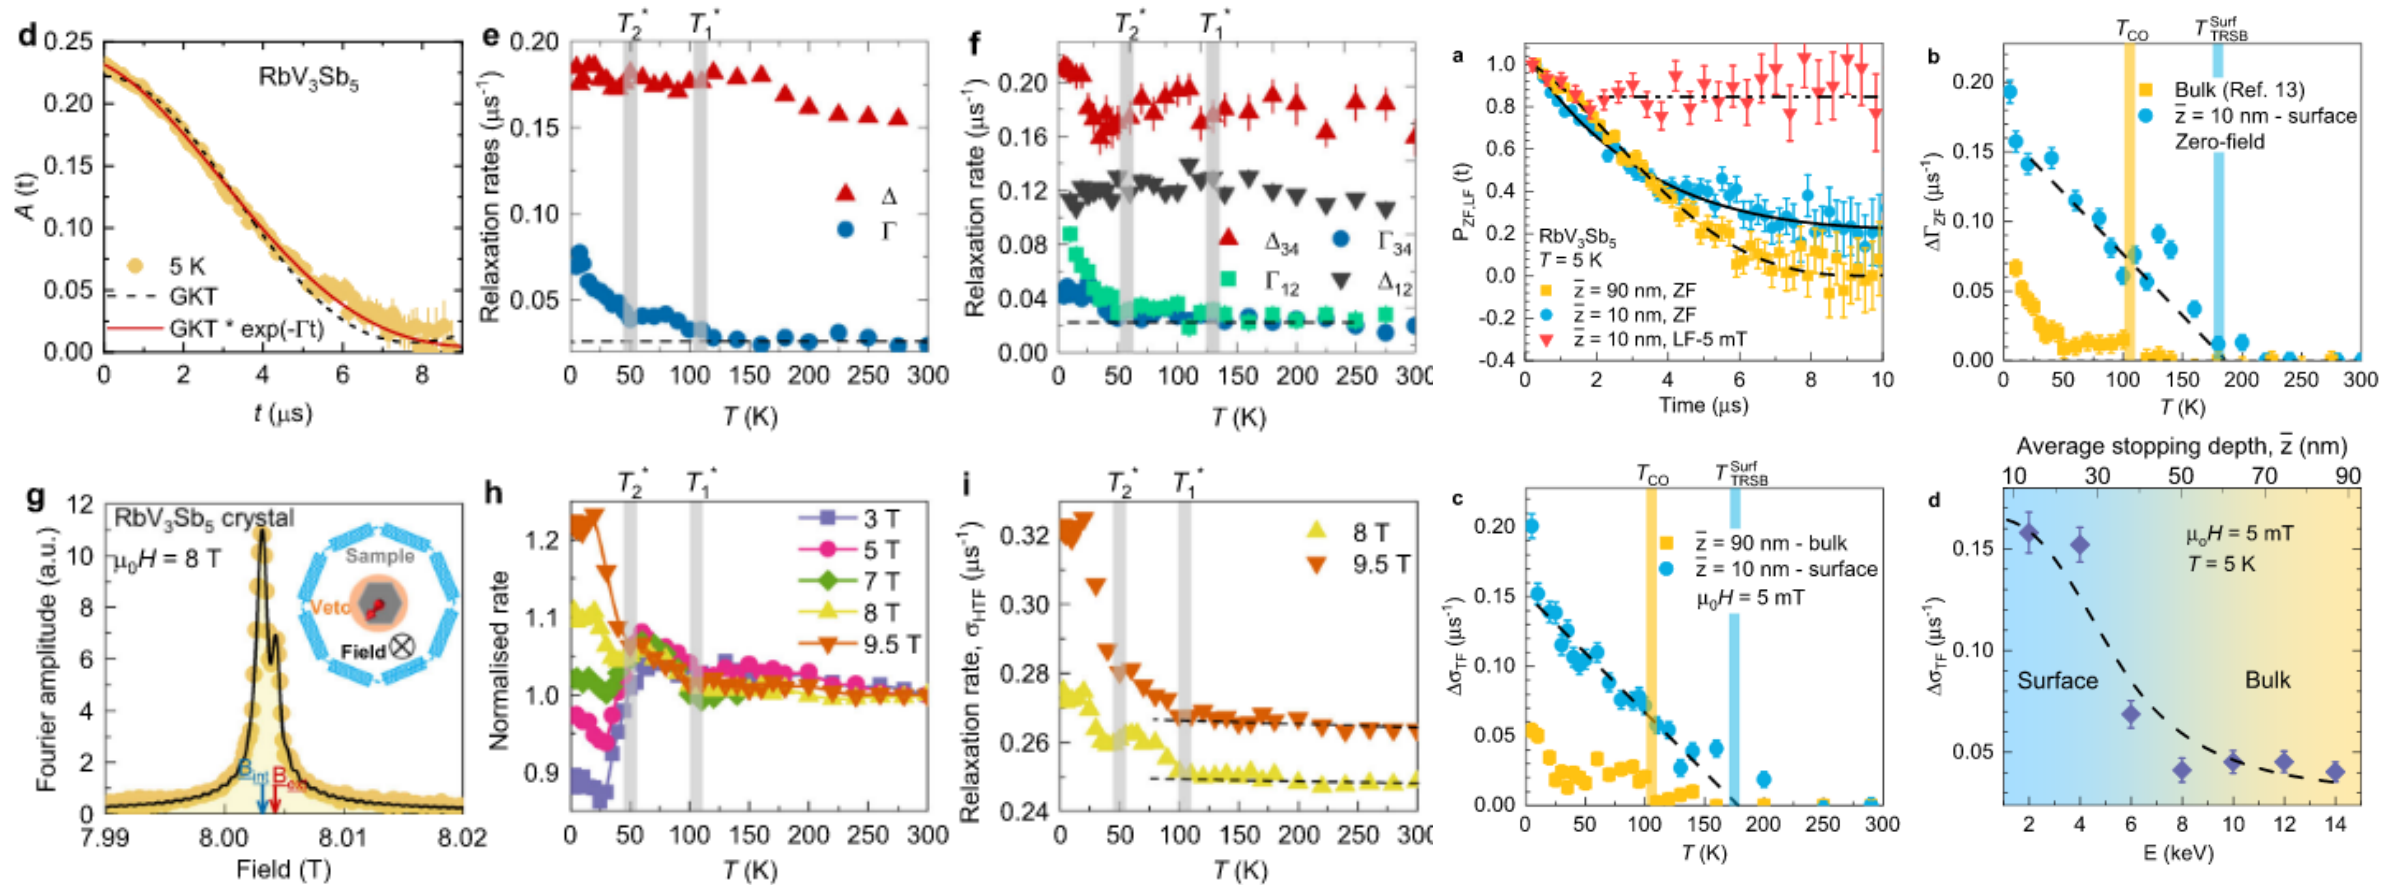 d
A (t)
0.25
0.20
0.15
0.10
0.05
0.00
RbV3Sb5
5 K
GKT
GKT * exp(-Γt)
0 2 4 6 8
t (μs)
e
T2* T1*
Relaxation rates (μs-1)
0.20
0.15
0.10
0.05
Δ
Γ
0 50 100 150 200 250 300
T (K)
f
T2* T1*
Relaxation rate (μs-1)
0.20
0.16
0.12
0.08
0.04
0.00
Δ34 Γ34
Γ12 Δ12
0 50 100 150 200 250 300
T (K)
a
PZF,LF (t)
1.0
0.8
0.6
0.4
0.2
0.0
-0.2
-0.4
RbV3Sb5
T = 5 K
z̄ = 90 nm, ZF
z̄ = 10 nm, ZF
z̄ = 10 nm, LF-5 mT
0 2 4 6 8 10
Time (μs)
b
TCO TTRSBSurf
ΔΓZF (μs-1)
0.20
0.15
0.10
0.05
0.00
Bulk (Ref. 13)
z̄ = 10 nm - surface
Zero-field
0 50 100 150 200 250 300
T (K)
g
Fourier amplitude (a.u.)
12
10
8
6
4
2
0
RbV3Sb5 crystal
μ0H = 8 T
Sample
Veto
Field
Bint Bext
7.99 8.00 8.01 8.02
Field (T)
h
T2* T1*
Normalised rate
1.2
1.1
1.0
0.9
3 T
5 T
7 T
8 T
9.5 T
0 50 100 150 200 250 300
T (K)
i
T2* T1*
Relaxation rate, σHTF (μs-1)
0.32
0.30
0.28
0.26
0.24
8 T
9.5 T
0 50 100 150 200 250 300
T (K)
c
TCO TTRSBSurf
ΔσTF (μs-1)
0.20
0.15
0.10
0.05
0.00
z̄ = 90 nm - bulk
z̄ = 10 nm - surface
μ0H = 5 mT
0 50 100 150 200 250 300
T (K)
Average stopping depth, z̄ (nm)
10 30 50 70 90
d
ΔσTF (μs-1)
0.15
0.10
0.05
μoH = 5 mT
T = 5 K
Surface Bulk
2 4 6 8 10 12 14
E (keV)